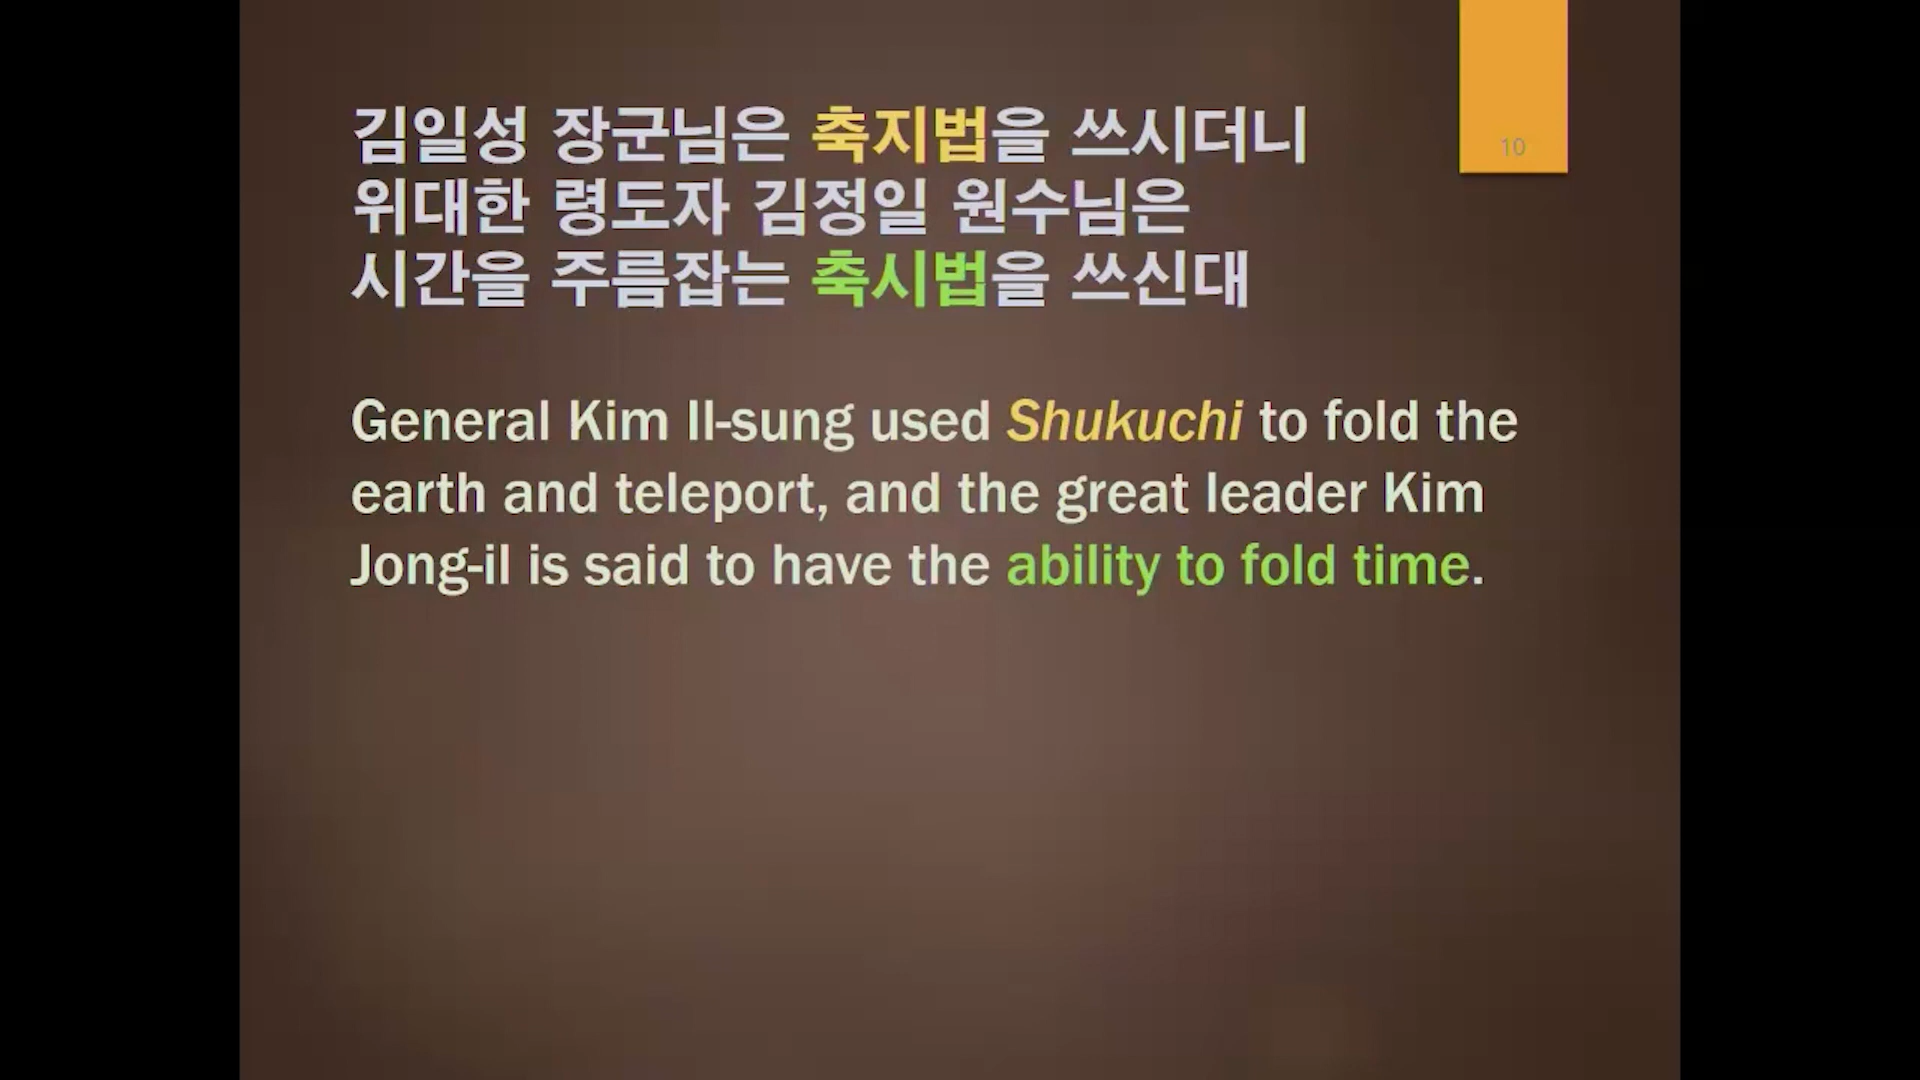 김일성 장군님은 축지법을 쓰시더니
위대한 령도자 김정일 원수님은
시간을 주름잡는 축시법을 쓰신대
10
General Kim Il-sung used Shukuchi to fold the
earth and teleport, and the great leader Kim
Jong-il is said to have the ability to fold time.